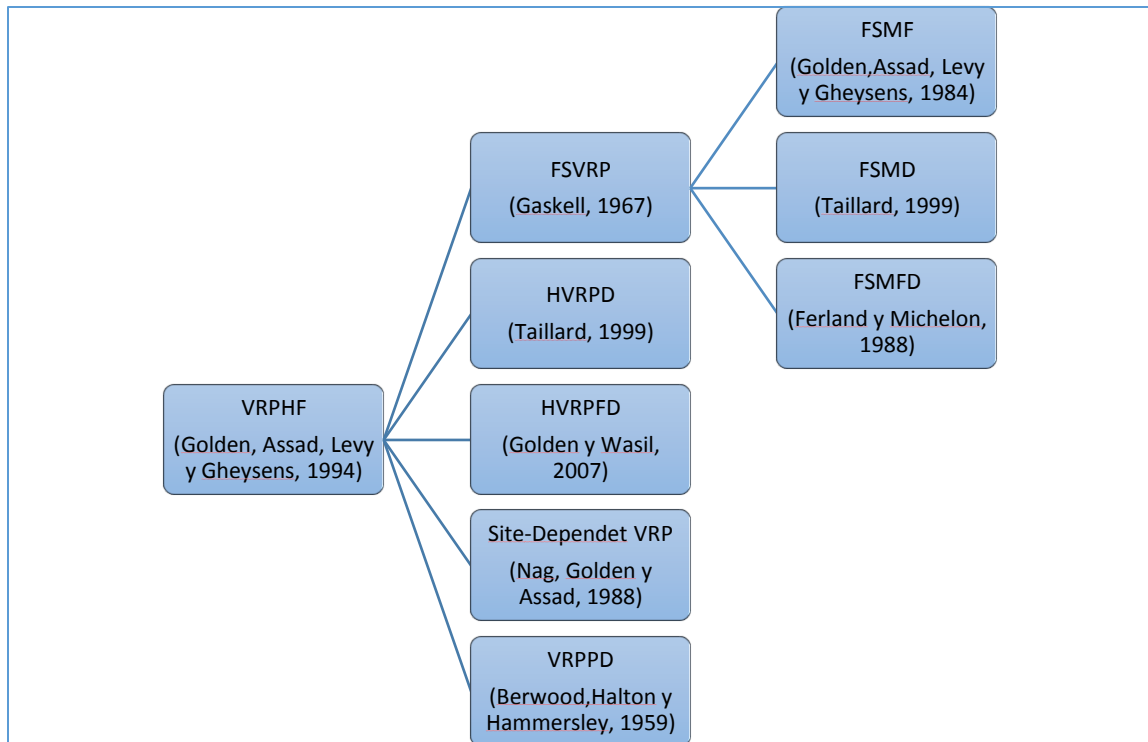 FSMF
(Golden,Assad, Levy
y Gheysens, 1984)
FSVRP
(Gaskell, 1967)
FSMD
(Taillard, 1999)
FSMFD
(Ferland y Michelon,
1988)
HVRPD
(Taillard, 1999)
VRPHF
(Golden, Assad, Levy
y Gheysens, 1994)
HVRPFD
(Golden y Wasil,
2007)
Site-Dependet VRP
(Nag, Golden y
Assad, 1988)
VRPPD
(Berwood,Halton y
Hammersley, 1959)